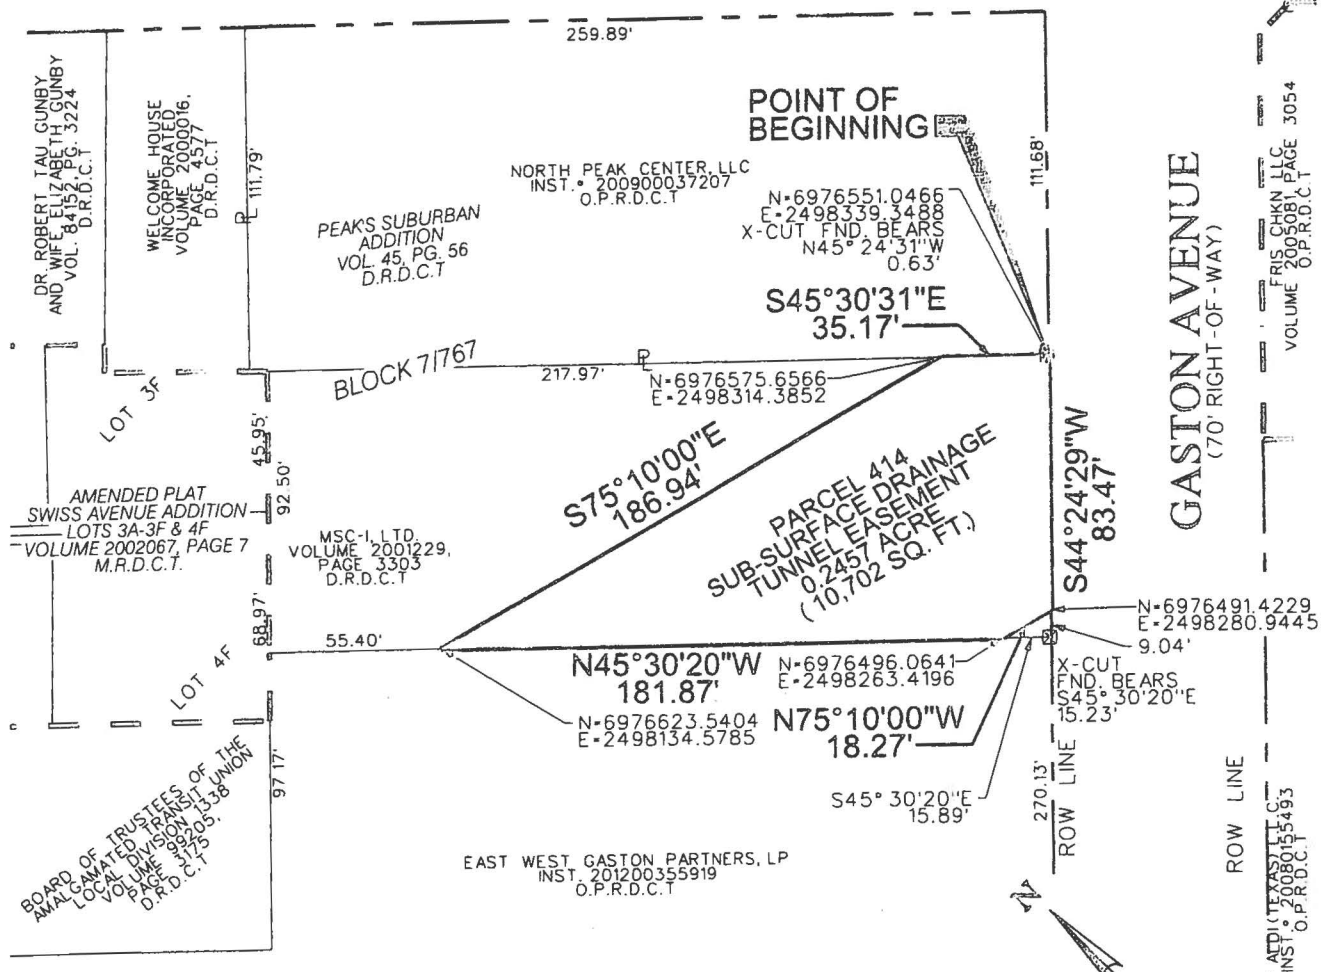 259.89'
DR. ROBERT TAU GUNBY
AND WIFE, ELIZABETH GUNBY
VOL. 84152, PG. 3224
D.R.D.C.T
WELCOME HOUSE
INCORPORATED
VOLUME 2000016,
PAGE 4577
D.R.D.C.T
111.79'
PEAK'S SUBURBAN
ADDITION
VOL. 45, PG. 56
D.R.D.C.T
NORTH PEAK CENTER, LLC
INST.° 200900037207
O.P.R.D.C.T
POINT OF
BEGINNING
N=6976551.0466
E=2498339.3488
X-CUT FND. BEARS
N45°24'31"W
0.63'
111.68'
S45°30'31"E
35.17'
GASTON AVENUE
(70' RIGHT-OF-WAY)
FRIS CHKN LLC
VOLUME 2005081 PAGE 3054
O.P.R.D.C.T
BLOCK 7/767
217.97'
N=6976575.6566
E=2498314.3852
LOT 3F
45.95'
92.50'
AMENDED PLAT
SWISS AVENUE ADDITION
LOTS 3A-3F & 4F
VOLUME 2002067, PAGE 7
M.R.D.C.T.
MSC-I, LTD.
VOLUME 2001229,
PAGE 3303
D.R.D.C.T
S75°10'00"E
186.94'
PARCEL 414
SUB-SURFACE DRAINAGE
TUNNEL EASEMENT
0.2457 ACRE
(10,702 SQ. FT.)
S44°24'29"W
83.47'
68.97'
55.40'
LOT 4F
N45°30'20"W
181.87'
N=6976496.0641
E=2498263.4196
N=6976491.4229
E=2498280.9445
9.04'
X-CUT
FND. BEARS
S45°30'20"E
15.23'
N=6976623.5404
E=2498134.5785
N75°10'00"W
18.27'
S45°30'20"E
15.89'
270.13'
ROW LINE
ROW LINE
97.17'
BOARD OF TRUSTEES OF THE
AMALGAMATED TRANSIT UNION
LOCAL DIVISION 1338
VOLUME 99205,
PAGE 3175
D.R.D.C.T
EAST WEST GASTON PARTNERS, LP
INST. 201200355919
O.P.R.D.C.T
ALDI (TEXAS) L.L.C.
INST.° 20080155493
O.P.R.D.C.T
N